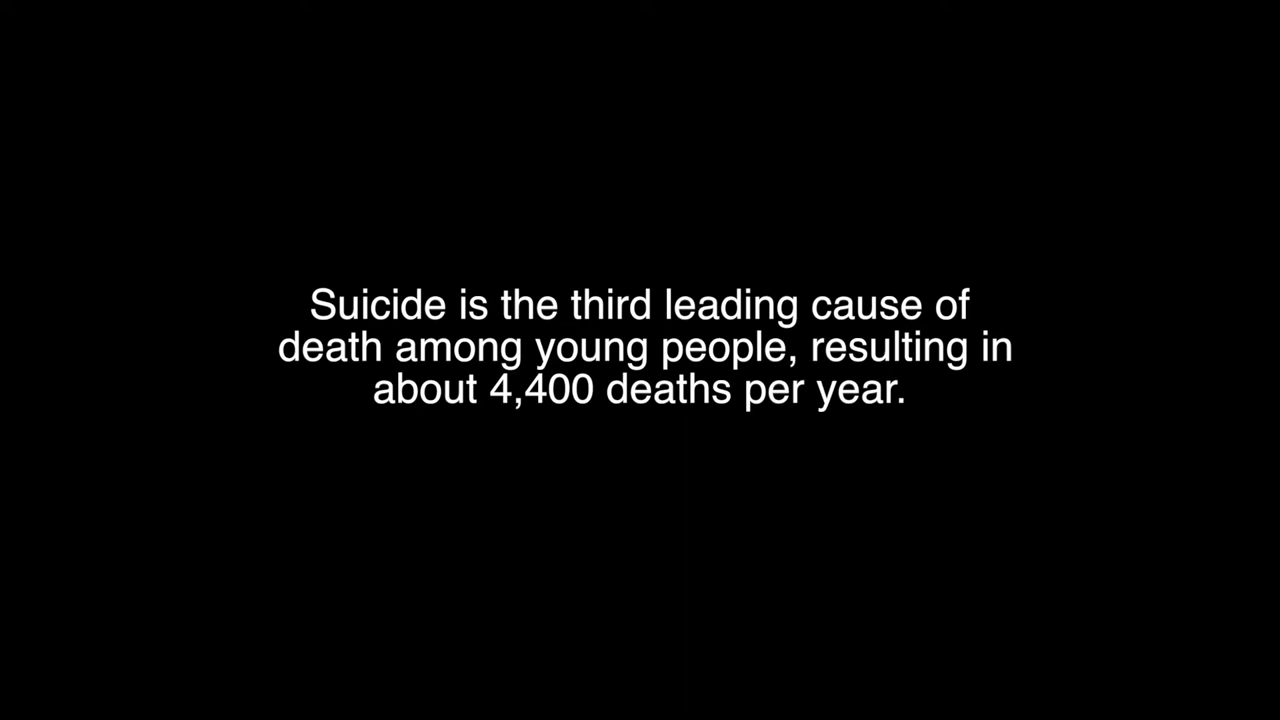 Suicide is the third leading cause of
death among young people, resulting in
about 4,400 deaths per year.